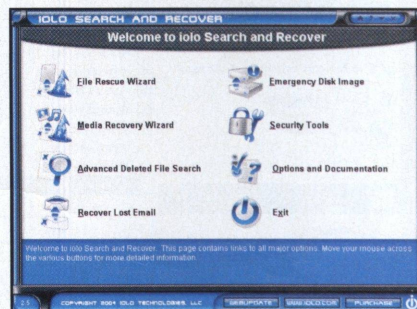 IOLO SEARCH AND RECOVER
Welcome to iolo Search and Recover
File Rescue Wizard
Emergency Disk Image
Media Recovery Wizard
Security Tools
Advanced Deleted File Search
Options and Documentation
Recover Lost Email
Exit
Welcome to iolo Search and Recover. This page contains links to all major options. Move your mouse across
the various buttons for more detailed information.
2.5 COPYRIGHT 2004 IOLO TECHNOLOGIES, LLC WEBUPDATE WWW.IOLO.COM PURCHASE